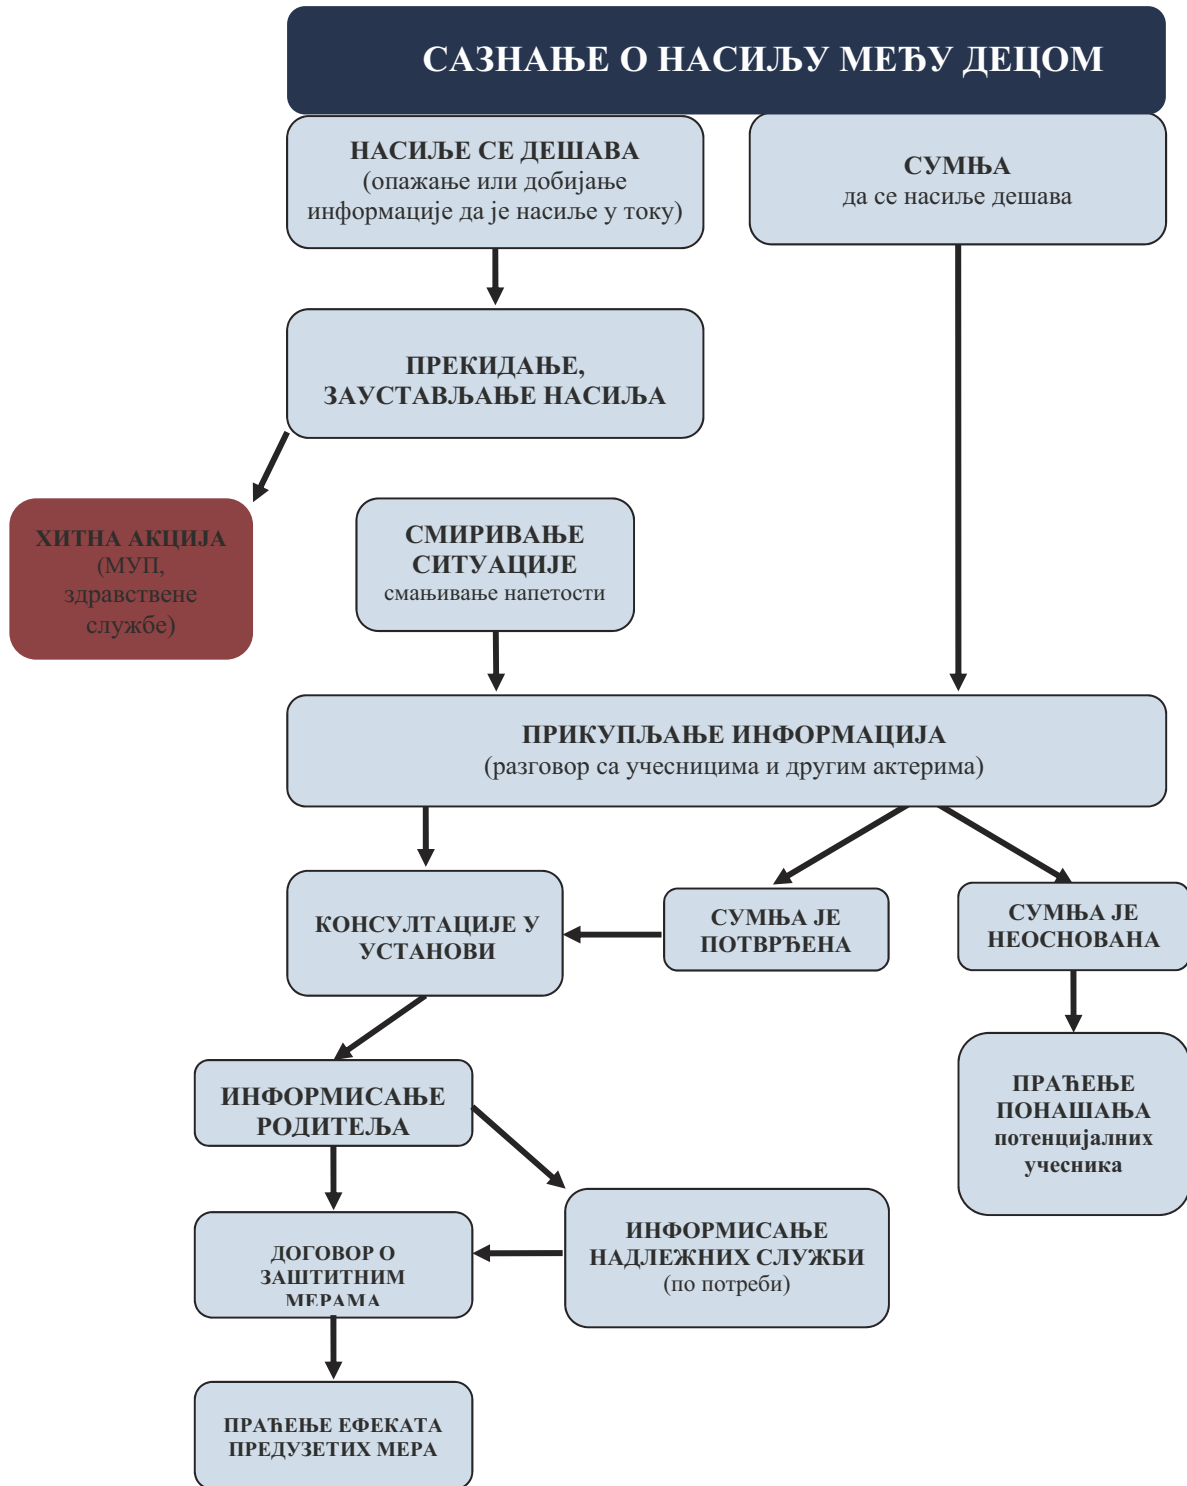 САЗНАЊЕ О НАСИЉУ МЕЂУ ДЕЦОМ
НАСИЉЕ СЕ ДЕШАВА
(опажање или добијање
информације да је насиље у току)
СУМЊА
да се насиље дешава
ПРЕКИДАЊЕ,
ЗАУСТАВЉАЊЕ НАСИЉА
ХИТНА АКЦИЈА
(МУП,
здравствене
службе)
СМИРИВАЊЕ
СИТУАЦИЈЕ
смањивање напетости
ПРИКУПЉАЊЕ ИНФОРМАЦИЈА
(разговор са учесницима и другим актерима)
КОНСУЛТАЦИЈЕ У
УСТАНОВИ
СУМЊА ЈЕ
ПОТВРЂЕНА
СУМЊА ЈЕ
НЕОСНОВАНА
ИНФОРМИСАЊЕ
РОДИТЕЉА
ПРАЋЕЊЕ
ПОНАШАЊА
потенцијалних
учесника
ИНФОРМИСАЊЕ
НАДЛЕЖНИХ СЛУЖБИ
(по потреби)
ДОГОВОР О
ЗАШТИТНИМ
МЕРАМА
ПРАЋЕЊЕ ЕФЕКАТА
ПРЕДУЗЕТИХ МЕРА